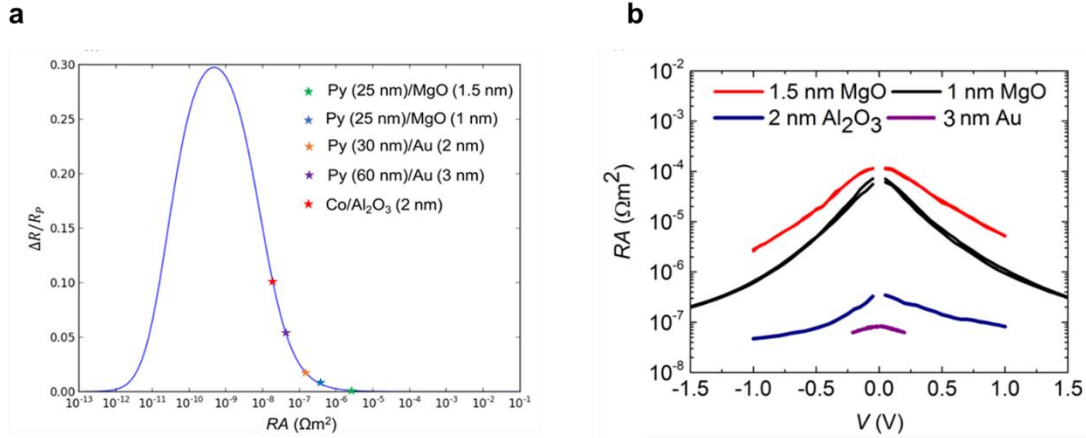 a
0.30
0.25
0.20
0.15
0.10
0.05
0.00
ΔR/R_P
Py (25 nm)/MgO (1.5 nm)
Py (25 nm)/MgO (1 nm)
Py (30 nm)/Au (2 nm)
Py (60 nm)/Au (3 nm)
Co/Al₂O₃ (2 nm)
10⁻¹³ 10⁻¹² 10⁻¹¹ 10⁻¹⁰ 10⁻⁹ 10⁻⁸ 10⁻⁷ 10⁻⁶ 10⁻⁵ 10⁻⁴ 10⁻³ 10⁻² 10⁻¹
RA (Ωm²)
b
10⁻²
10⁻³
10⁻⁴
10⁻⁵
10⁻⁶
10⁻⁷
10⁻⁸
RA (Ωm²)
1.5 nm MgO 1 nm MgO
2 nm Al₂O₃ 3 nm Au
-1.5 -1.0 -0.5 0.0 0.5 1.0 1.5
V (V)